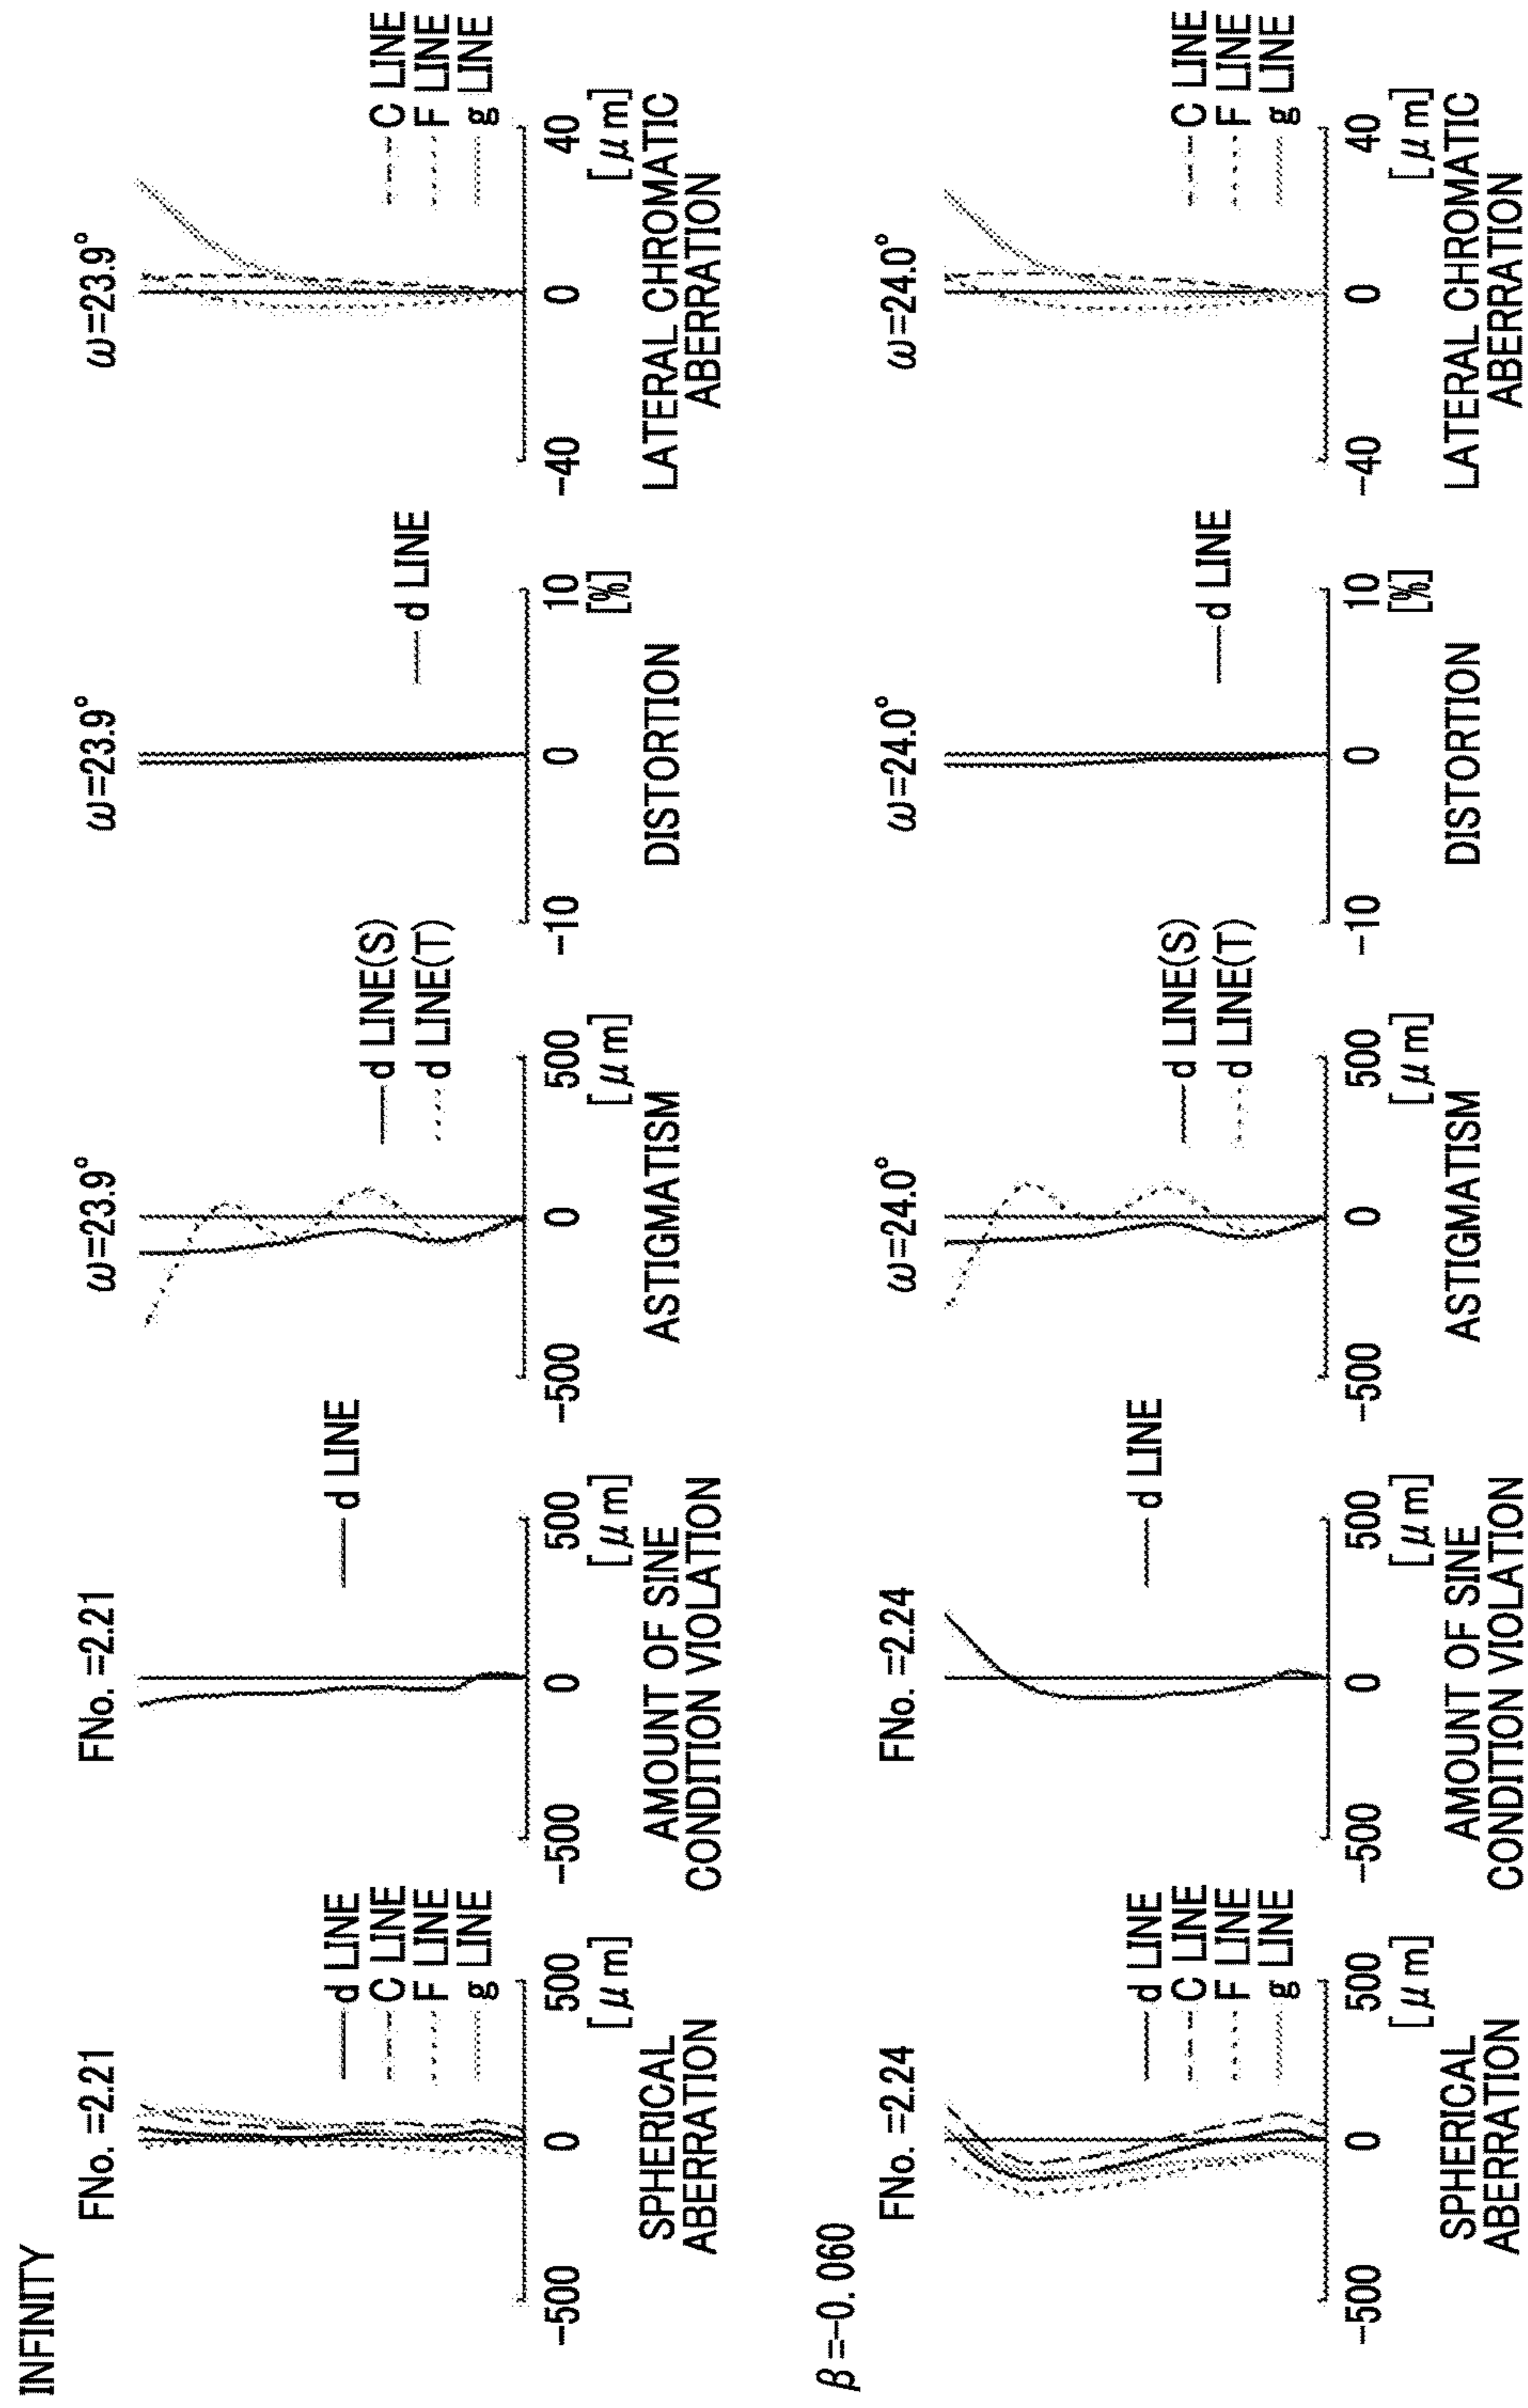 INFINITY
FNo. =2.21
d LINE
C LINE
F LINE
g LINE
-500
0
500
[μm]
SPHERICAL
ABERRATION
FNo. =2.21
d LINE
-500
0
500
[μm]
AMOUNT OF SINE
CONDITION VIOLATION
ω=23.9°
d LINE(S)
d LINE(T)
-500
0
500
[μm]
ASTIGMATISM
ω=23.9°
d LINE
-10
0
10
[%]
DISTORTION
ω=23.9°
C LINE
F LINE
g LINE
-40
0
40
[μm]
LATERAL CHROMATIC
ABERRATION
β=-0.060
FNo. =2.24
d LINE
C LINE
F LINE
g LINE
-500
0
500
[μm]
SPHERICAL
ABERRATION
FNo. =2.24
d LINE
-500
0
500
[μm]
AMOUNT OF SINE
CONDITION VIOLATION
ω=24.0°
d LINE(S)
d LINE(T)
-500
0
500
[μm]
ASTIGMATISM
ω=24.0°
d LINE
-10
0
10
[%]
DISTORTION
ω=24.0°
C LINE
F LINE
g LINE
-40
0
40
[μm]
LATERAL CHROMATIC
ABERRATION